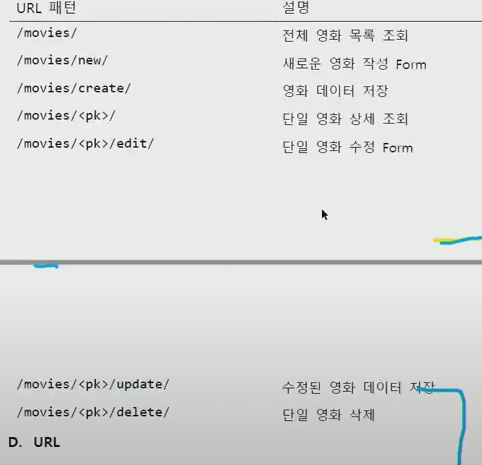 URL 패턴 설명
/movies/ 전체 영화 목록 조회
/movies/new/ 새로운 영화 작성 Form
/movies/create/ 영화 데이터 저장
/movies/<pk>/ 단일 영화 상세 조회
/movies/<pk>/edit/ 단일 영화 수정 Form
/movies/<pk>/update/ 수정된 영화 데이터 저장
/movies/<pk>/delete/ 단일 영화 삭제
D. URL